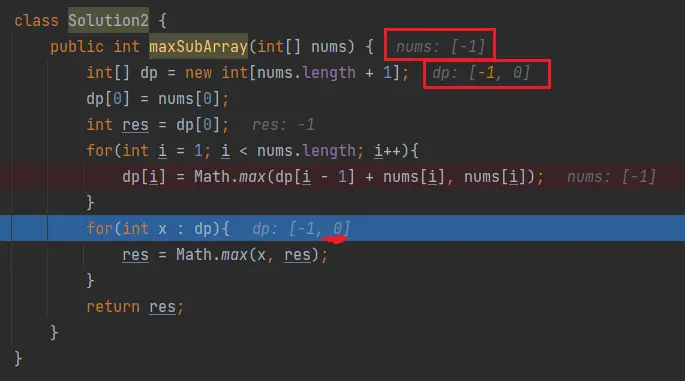 class Solution2 {
    public int maxSubArray(int[] nums) {   nums: [-1]
        int[] dp = new int[nums.length + 1];   dp: [-1, 0]
        dp[0] = nums[0];
        int res = dp[0];   res: -1
        for(int i = 1; i < nums.length; i++){
            dp[i] = Math.max(dp[i - 1] + nums[i], nums[i]);   nums: [-1]
        }
        for(int x : dp){   dp: [-1, 0]
            res = Math.max(x, res);
        }
        return res;
    }
}